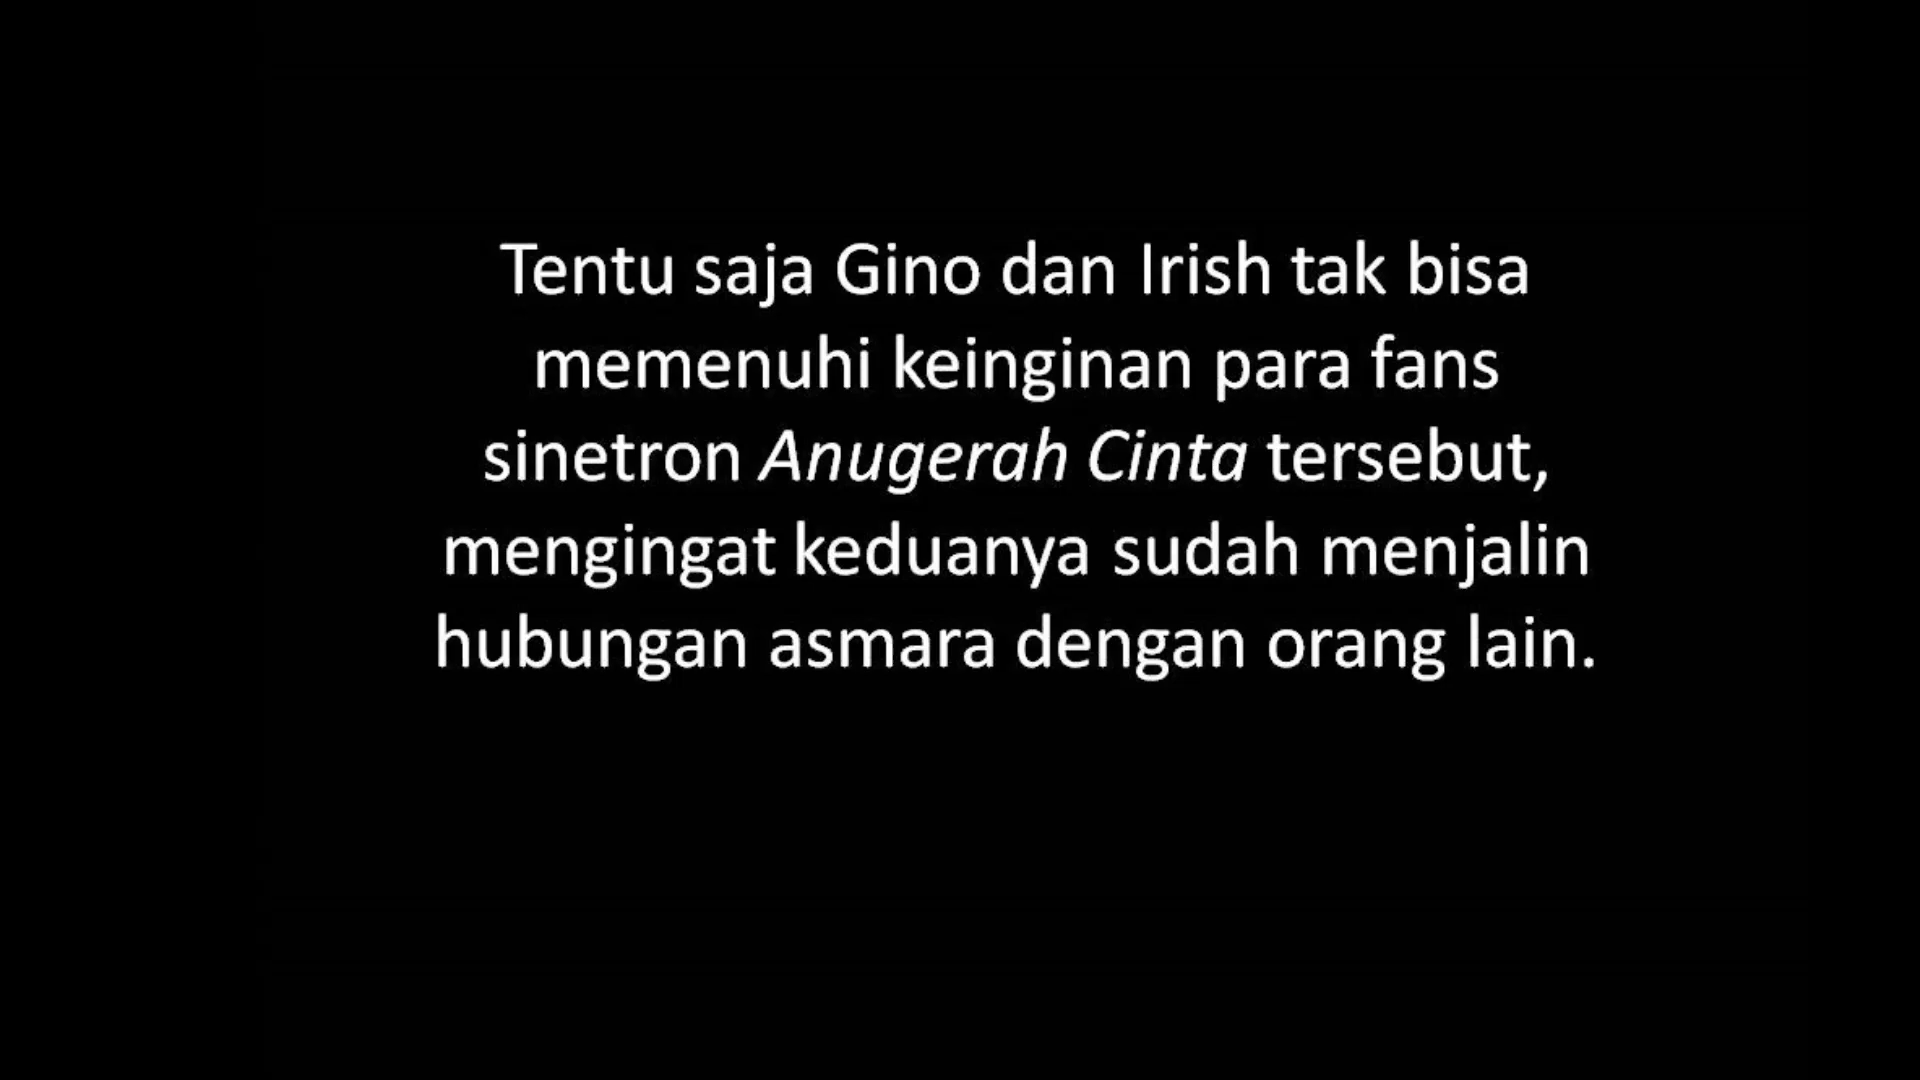 Tentu saja Gino dan Irish tak bisa
memenuhi keinginan para fans
sinetron Anugerah Cinta tersebut,
mengingat keduanya sudah menjalin
hubungan asmara dengan orang lain.